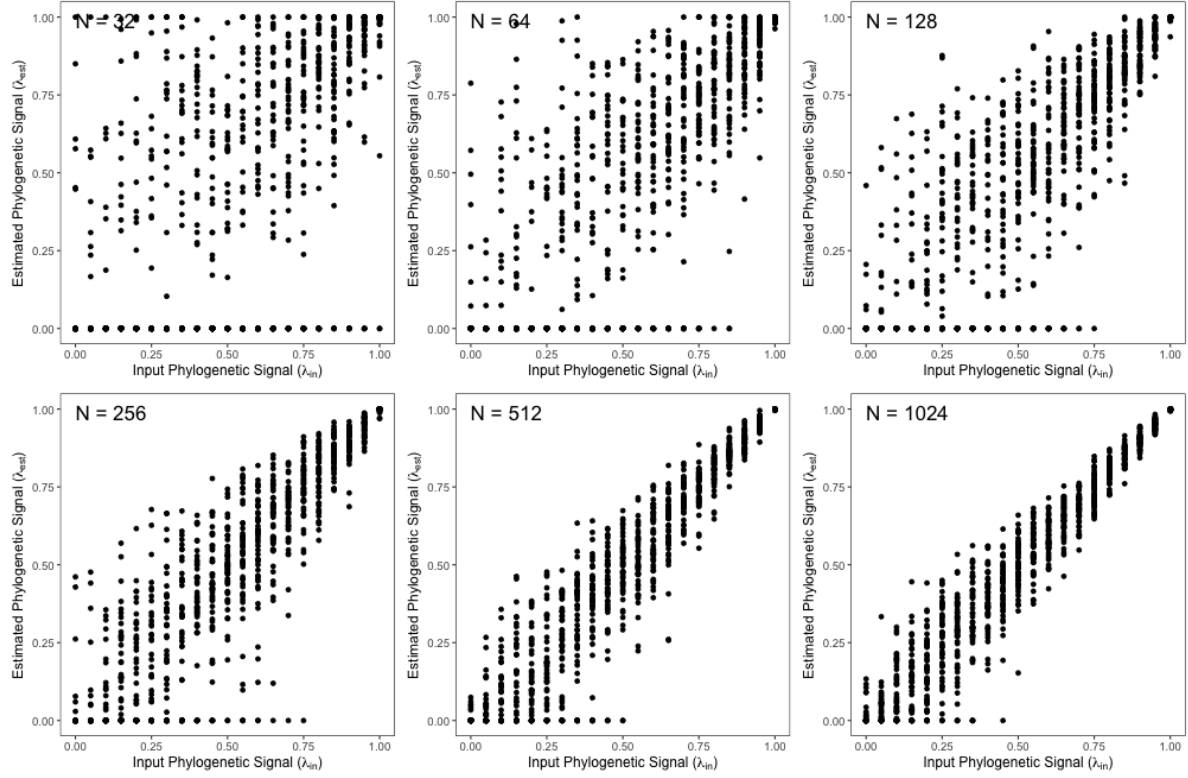 N = 32
1.00
0.75
0.50
0.25
0.00
Estimated Phylogenetic Signal (λest)
0.00 0.25 0.50 0.75 1.00
Input Phylogenetic Signal (λin)
N = 64
1.00
0.75
0.50
0.25
0.00
Estimated Phylogenetic Signal (λest)
0.00 0.25 0.50 0.75 1.00
Input Phylogenetic Signal (λin)
N = 128
1.00
0.75
0.50
0.25
0.00
Estimated Phylogenetic Signal (λest)
0.00 0.25 0.50 0.75 1.00
Input Phylogenetic Signal (λin)
N = 256
1.00
0.75
0.50
0.25
0.00
Estimated Phylogenetic Signal (λest)
0.00 0.25 0.50 0.75 1.00
Input Phylogenetic Signal (λin)
N = 512
1.00
0.75
0.50
0.25
0.00
Estimated Phylogenetic Signal (λest)
0.00 0.25 0.50 0.75 1.00
Input Phylogenetic Signal (λin)
N = 1024
1.00
0.75
0.50
0.25
0.00
Estimated Phylogenetic Signal (λest)
0.00 0.25 0.50 0.75 1.00
Input Phylogenetic Signal (λin)